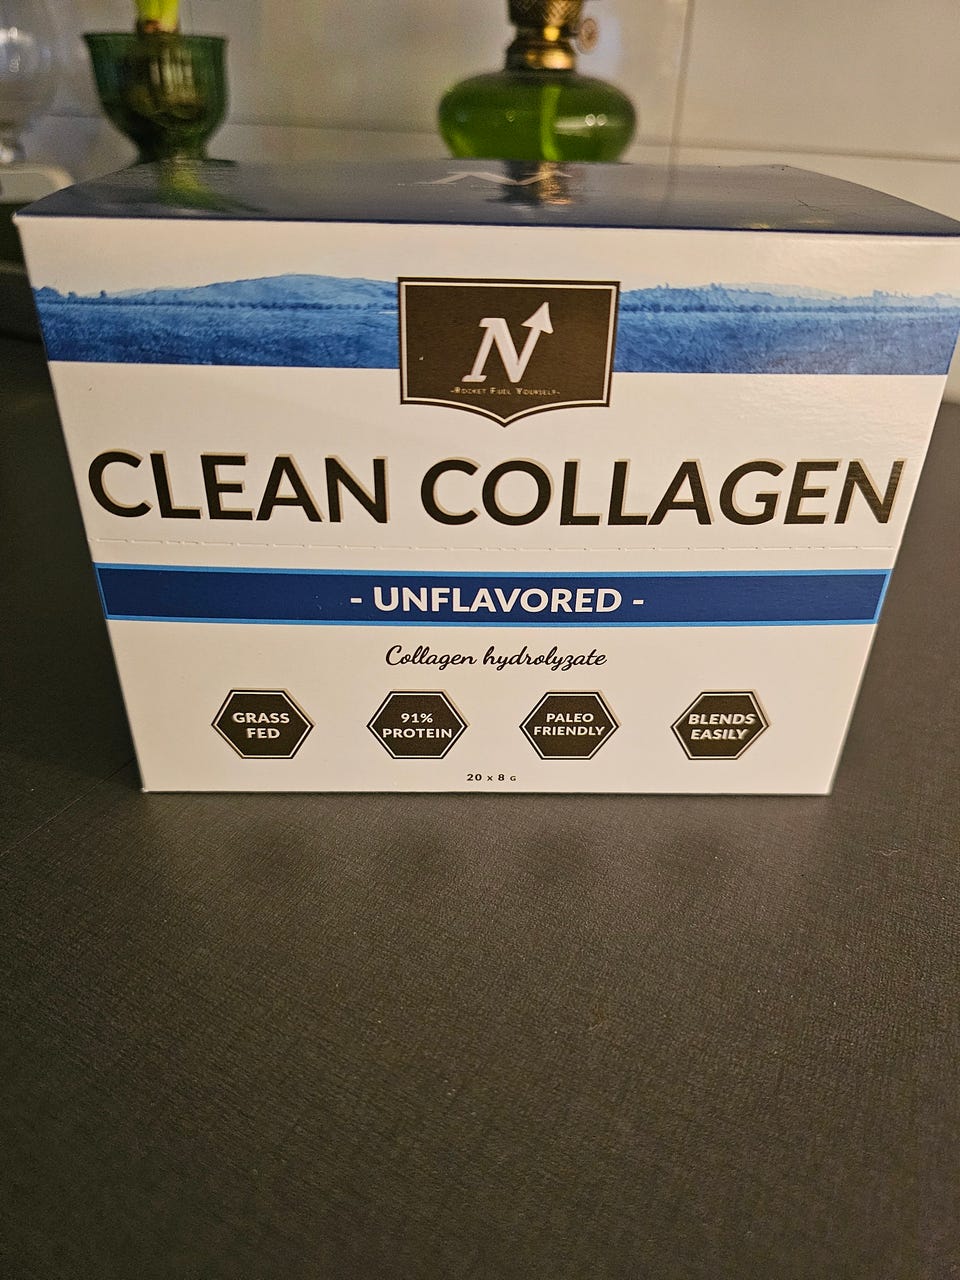 N
-Rocket Fuel Yourself-
CLEAN COLLAGEN
- UNFLAVORED -
Collagen hydrolyzate
GRASS
FED
91%
PROTEIN
PALEO
FRIENDLY
BLENDS
EASILY
20 x 8 G